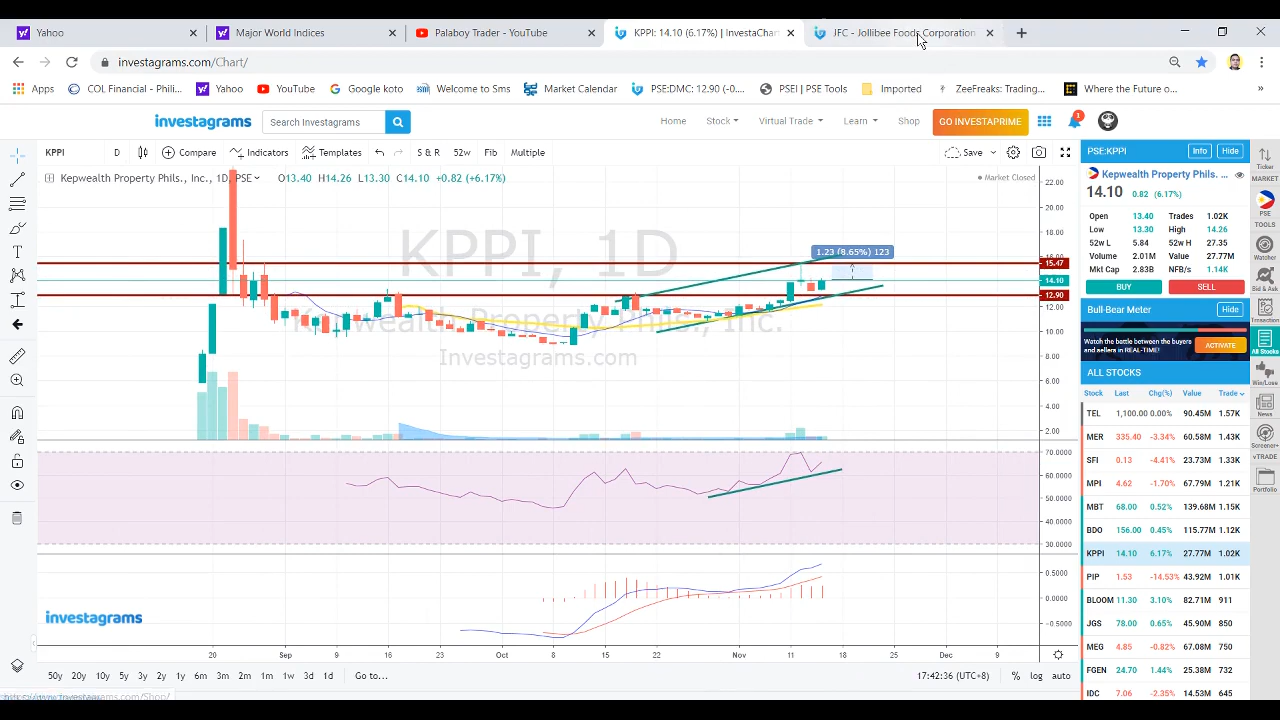 Yahoo
Major World Indices
Palaboy Trader - YouTube
KPPI: 14.10 (6.17%) | InvestaChar
JFC - Jollibee Foods Corporation
investagrams.com/Chart/
Apps
COL Financial - Phili...
Yahoo
YouTube
Google koto
Welcome to Sms
Market Calendar
PSE:DMC: 12.90 (-0...
PSEI | PSE Tools
Imported
ZeeFreaks: Trading...
Where the Future o...
»
investagrams
Search Investagrams
Home
Stock
Virtual Trade
Learn
Shop
GO INVESTAPRIME
1
KPPI
D
Compare
Indicators
Templates
S & R
52w
Fib
Multiple
Save
Kepwealth Property Phils., Inc., 1D, PSE
O13.40 H14.26 L13.30 C14.10 +0.82 (+6.17%)
Market Closed
KPPI, 1D
Kepwealth Property Phils., Inc.
Investagrams.com
1.23 (8.65%) 123
22.00
20.00
18.00
16.00
15.47
14.10
12.90
12.00
10.00
8.00
6.00
4.00
2.00
70.0000
60.0000
50.0000
40.0000
30.0000
0.5000
0.0000
-0.5000
investagrams
20 Sep 9 16 23 Oct 8 15 22 Nov 11 18 25 Dec 9
50y 20y 10y 5y 3y 2y 1y 6m 3m 2m 1m 1w 3d 1d Go to...
17:42:36 (UTC+8) % log auto
PSE:KPPI
Info
Hide
Kepwealth Property Phils. ...
14.10 0.82 (6.17%)
Open 13.40 Trades 1.02K
Low 13.30 High 14.26
52w L 5.84 52w H 27.35
Volume 2.01M Value 27.77M
Mkt Cap 2.83B NFB/s 1.14K
BUY
SELL
Bull-Bear Meter
Hide
Watch the battle between the buyers and sellers in REAL-TIME!
ACTIVATE
ALL STOCKS
Stock Last Chg(%) Value Trade
TEL 1,100.00 0.00% 90.45M 1.57K
MER 335.40 -3.34% 60.58M 1.43K
SFI 0.13 -4.41% 23.73M 1.33K
MPI 4.62 -1.70% 67.79M 1.21K
MBT 68.00 0.52% 139.68M 1.15K
BDO 156.00 0.45% 115.77M 1.12K
KPPI 14.10 6.17% 27.77M 1.02K
PIP 1.53 -14.53% 43.92M 1.01K
BLOOM 11.30 3.10% 82.71M 911
JGS 78.00 0.65% 45.90M 850
MEG 4.85 -0.82% 67.08M 750
FGEN 24.70 1.44% 25.38M 732
IDC 7.06 -2.35% 14.53M 645
Ticker
MARKET
PSE
TOOLS
Watcher
Bid & Ask
Transaction
All Stocks
Win/Lose
News
Screener+
vTRADE
Portfolio